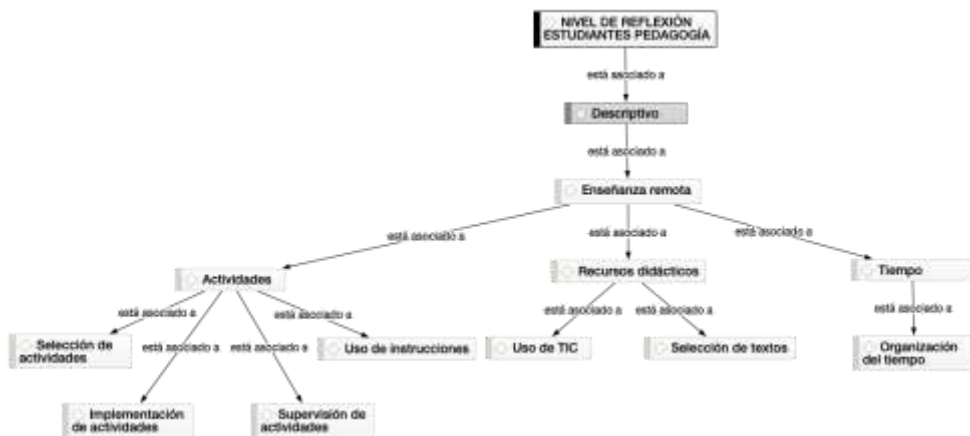 NIVEL DE REFLEXIÓN
ESTUDIANTES PEDAGOGÍA
está asociado a
Descriptivo
está asociado a
Enseñanza remota
está asociado a
está asociado a
está asociado a
Actividades
Recursos didácticos
Tiempo
está asociado a
está asociado a
está asociado a
está asociado a
está asociado a
está asociado a
está asociado a
Selección de
actividades
Uso de instrucciones
Uso de TIC
Selección de textos
Organización
del tiempo
Implementación
de actividades
Supervisión de
actividades